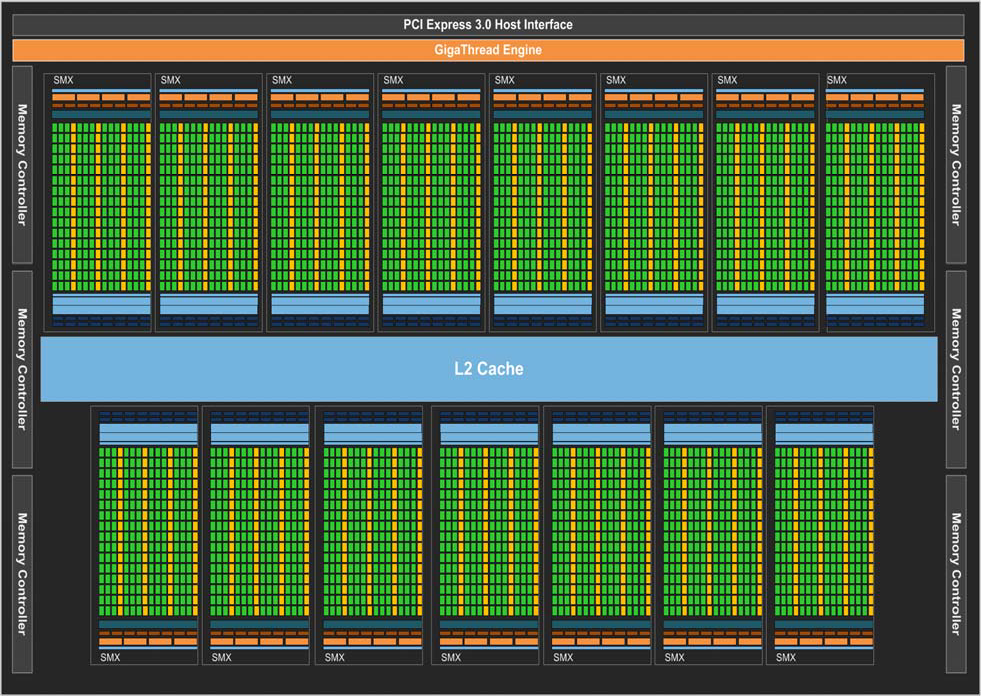 PCI Express 3.0 Host Interface
GigaThread Engine
SMX SMX SMX SMX SMX SMX SMX SMX
Memory Controller
Memory Controller
Memory Controller
L2 Cache
Memory Controller
Memory Controller
Memory Controller
SMX SMX SMX SMX SMX SMX SMX